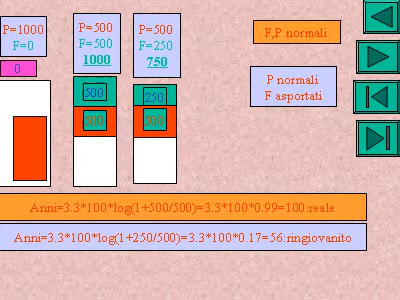 P=1000
F=0
0
P=500
F=500
1000
500
500
P=500
F=250
750
250
500
F,P normali
P normali
F asportati
Anni=3.3*100*log(1+500/500)=3.3*100*0.99=100:reale
Anni=3.3*100*log(1+250/500)=3.3*100*0.17=56:ringiovanito